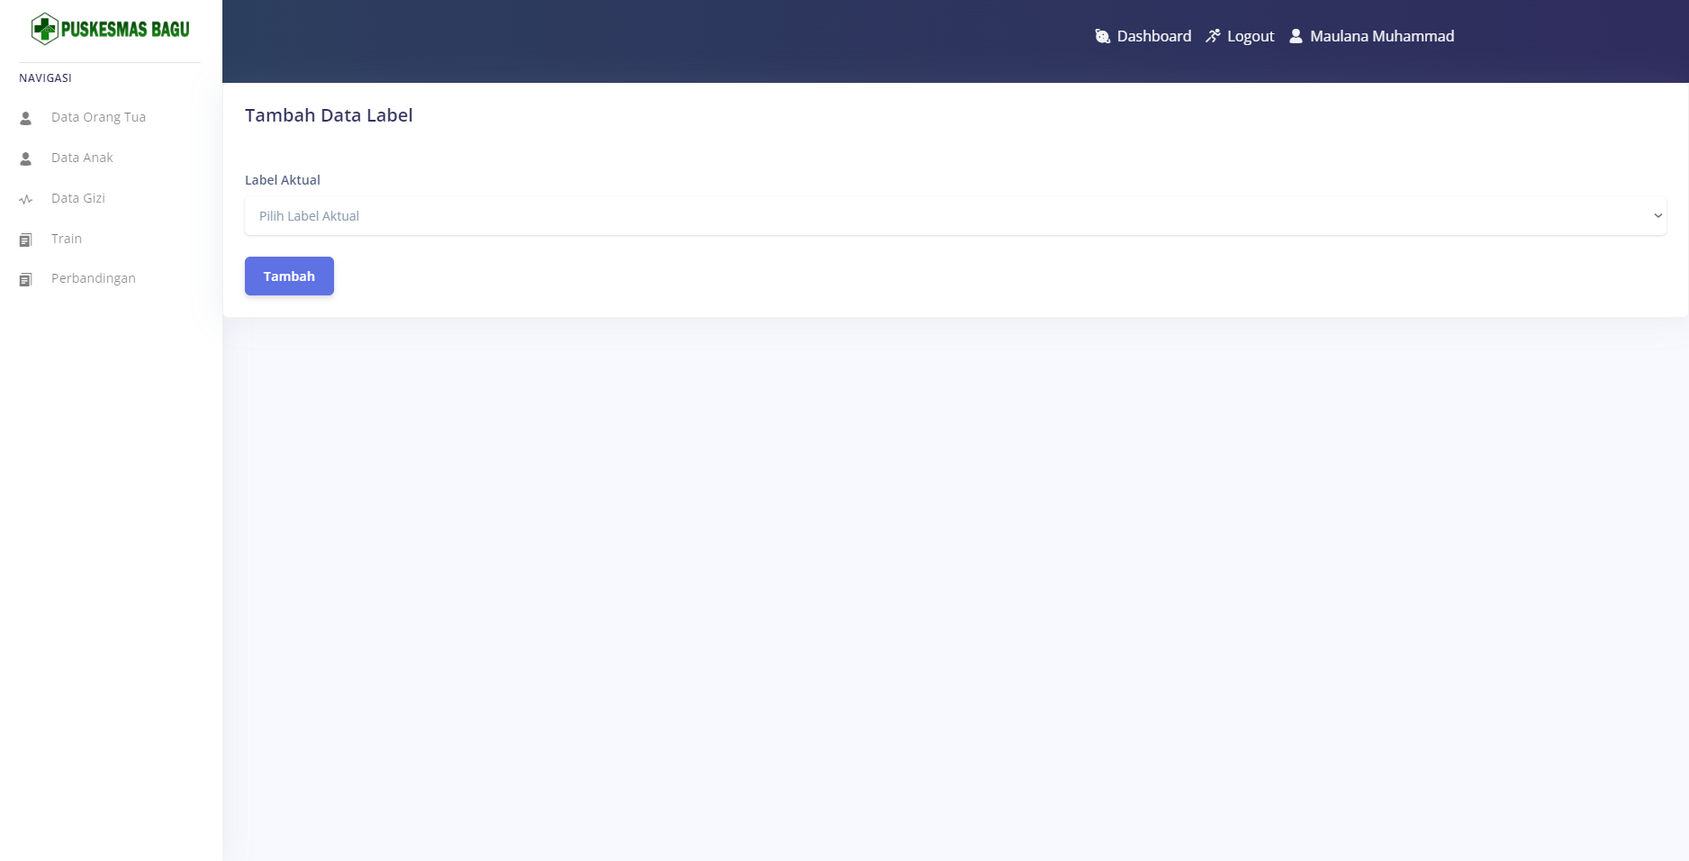 PUSKESMAS BAGU
Dashboard Logout Maulana Muhammad
NAVIGASI
Data Orang Tua
Data Anak
Data Gizi
Train
Perbandingan
Tambah Data Label
Label Aktual
Pilih Label Aktual
Tambah